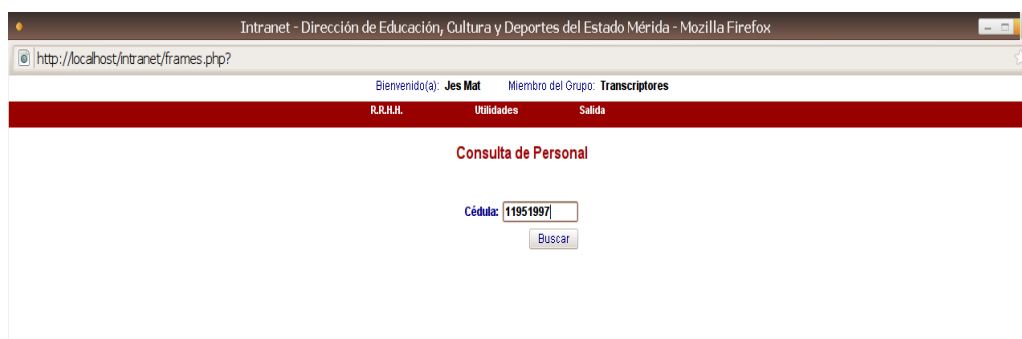 Intranet - Dirección de Educación, Cultura y Deportes del Estado Mérida - Mozilla Firefox
http://localhost/intranet/frames.php?
Bienvenido(a): Jes Mat Miembro del Grupo: Transcriptores
R.R.H.H. Utilidades Salida
Consulta de Personal
Cédula: 11951997
Buscar